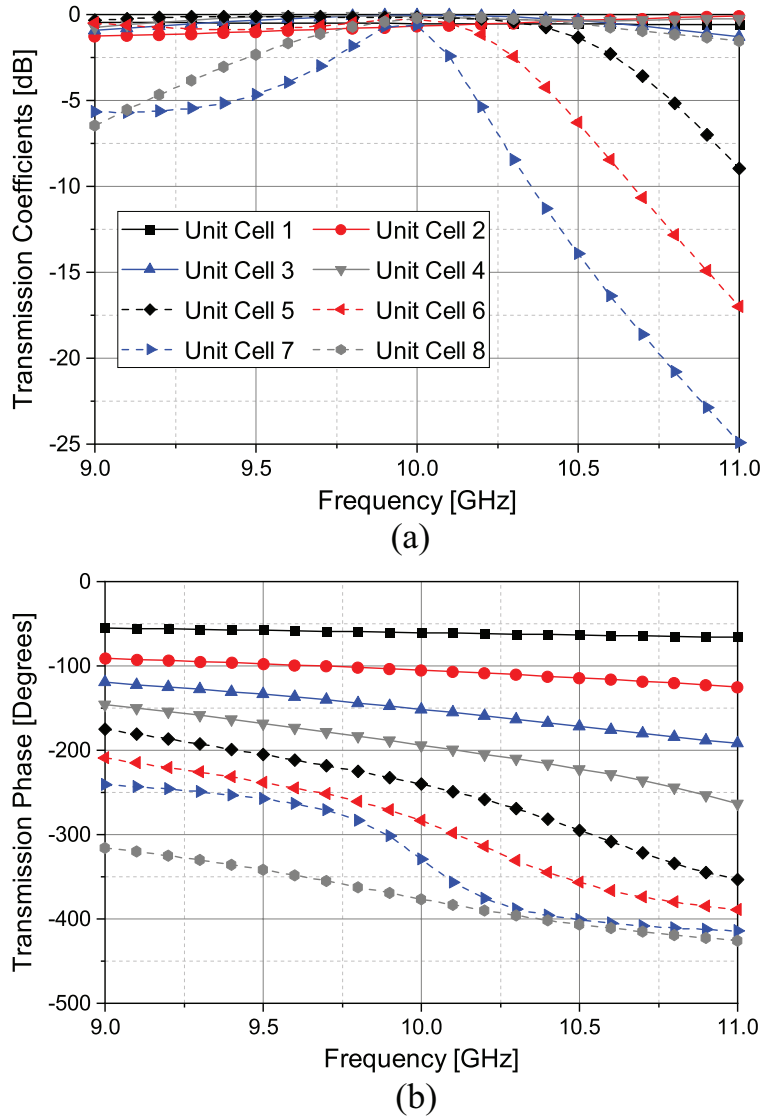 0
-5
-10
-15
-20
-25
Transmission Coefficients [dB]
Unit Cell 1 Unit Cell 2
Unit Cell 3 Unit Cell 4
Unit Cell 5 Unit Cell 6
Unit Cell 7 Unit Cell 8
9.0 9.5 10.0 10.5 11.0
Frequency [GHz]
(a)
0
-100
-200
-300
-400
-500
Transmission Phase [Degrees]
9.0 9.5 10.0 10.5 11.0
Frequency [GHz]
(b)